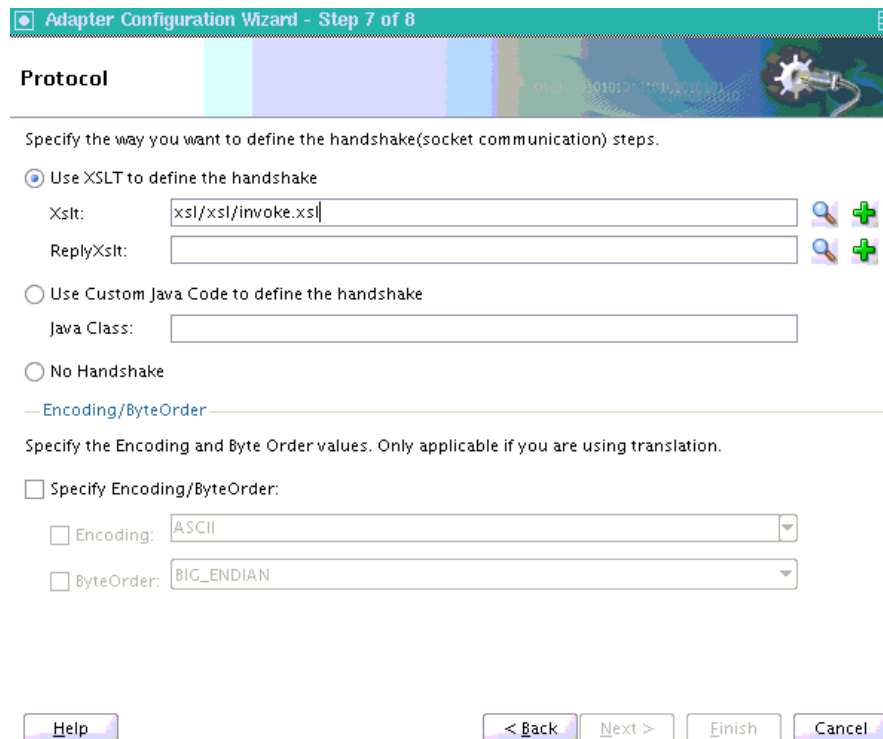 Adapter Configuration Wizard - Step 7 of 8
Protocol
Specify the way you want to define the handshake(socket communication) steps.
Use XSLT to define the handshake
Xslt: xsl/xsl/invoke.xsl
ReplyXslt:
Use Custom Java Code to define the handshake
Java Class:
No Handshake
Encoding/ByteOrder
Specify the Encoding and Byte Order values. Only applicable if you are using translation.
Specify Encoding/ByteOrder:
Encoding: ASCII
ByteOrder: BIG_ENDIAN
Help < Back Next > Finish Cancel